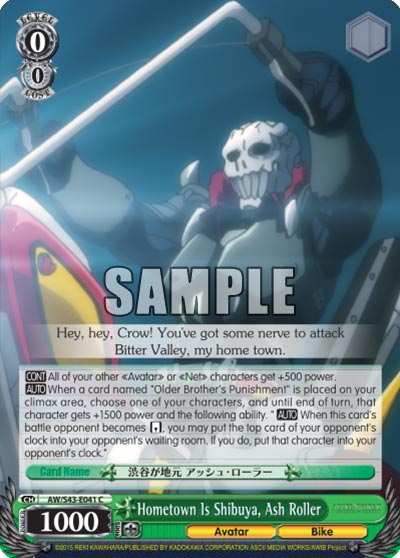 LEVEL
0
0
COST
SAMPLE
Hey, hey, Crow! You've got some nerve to attack
Bitter Valley, my home town.
CONT All of your other <Avatar> or <Net> characters get +500 power.
AUTO When a card named "Older Brother's Punishment!" is placed on your
climax area, choose one of your characters, and until end of turn, that
character gets +1500 power and the following ability. " AUTO When this card's
battle opponent becomes [ ], you may put the top card of your opponent's
clock into your opponent's waiting room. If you do, put that character into
your opponent's clock."
Card Name
渋谷が地元 アッシュ・ローラー
CH
AW/S43-E041 C
Hometown Is Shibuya, Ash Roller
1000
Avatar
Bike
©2015 REKI KAWAHARA/PUBLISHED BY KADOKAWA CORPORATION ASCII MEDIA WORKS/AWIB Project